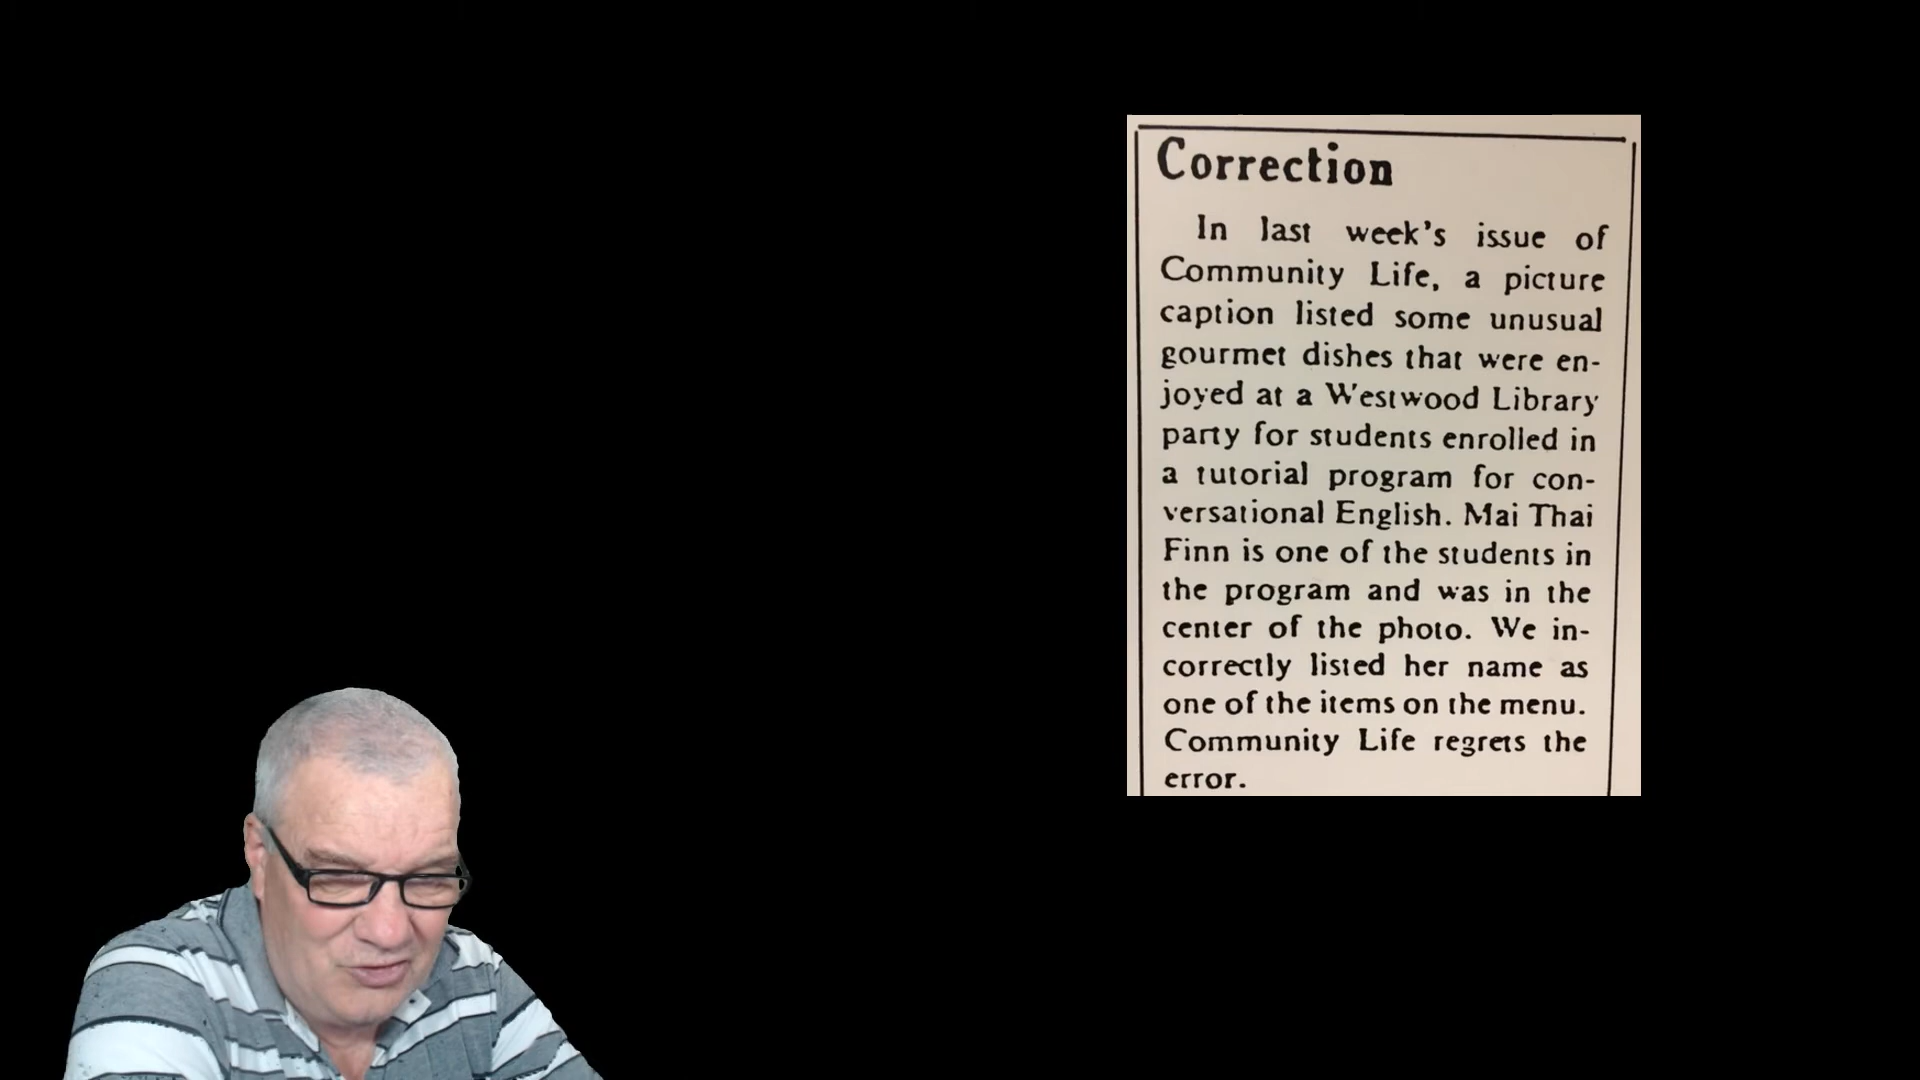 Correction
In last week's issue of
Community Life, a picture
caption listed some unusual
gourmet dishes that were en-
joyed at a Westwood Library
party for students enrolled in
a tutorial program for con-
versational English. Mai Thai
Finn is one of the students in
the program and was in the
center of the photo. We in-
correctly listed her name as
one of the items on the menu.
Community Life regrets the
error.